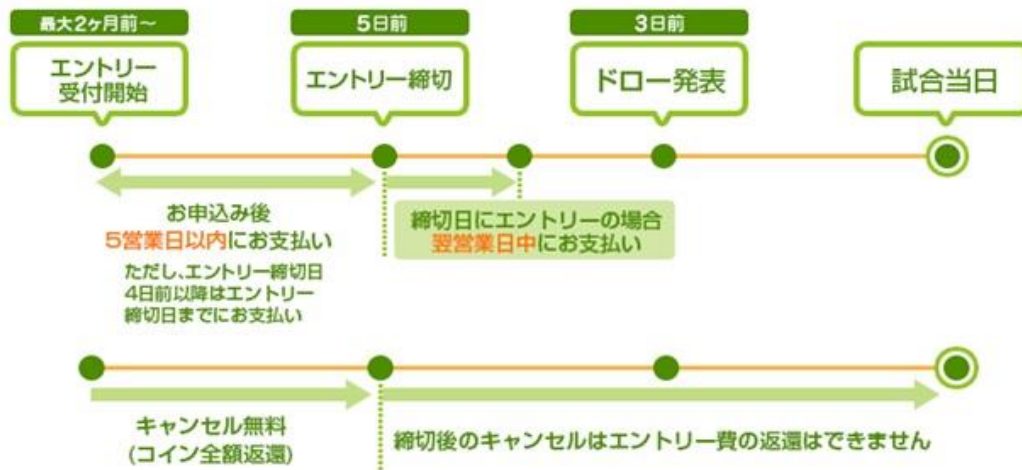 最大2ヶ月前～
エントリー
受付開始
5日前
エントリー締切
3日前
ドロー発表
試合当日
お申込み後
5営業日以内にお支払い
ただし、エントリー締切日
4日前以降はエントリー
締切日までにお支払い
締切日にエントリーの場合
翌営業日中にお支払い
キャンセル無料
(コイン全額返還)
締切後のキャンセルはエントリー費の返還はできません